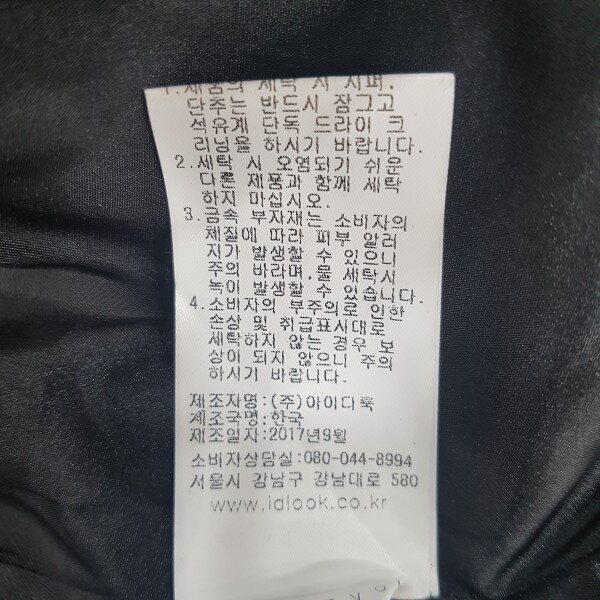 1.제품의 세탁 시 지퍼,
단추는 반드시 잠그고
석유계 단독 드라이 크
리닝을 하시기 바랍니다.
2.세탁 시 오염되기 쉬운
다른 제품과 함께 세탁
하지 마십시오.
3.금속 부자재는 소비자의
체질에 따라 피부 알러
지가 발생할 수 있으니
주의 바라며,물 세탁시
녹이 발생할 수 있습니다.
4.소비자의 부주의로 인한
손상 및 취급표시대로
세탁하지 않는 경우 보
상이 되지 않으니 주의
하시기 바랍니다.
제조자명:(주)아이디룩
제조국명:한국
제조일자:2017년9월
소비자상담실:080-044-8994
서울시 강남구 강남대로 580
www.idlook.co.kr